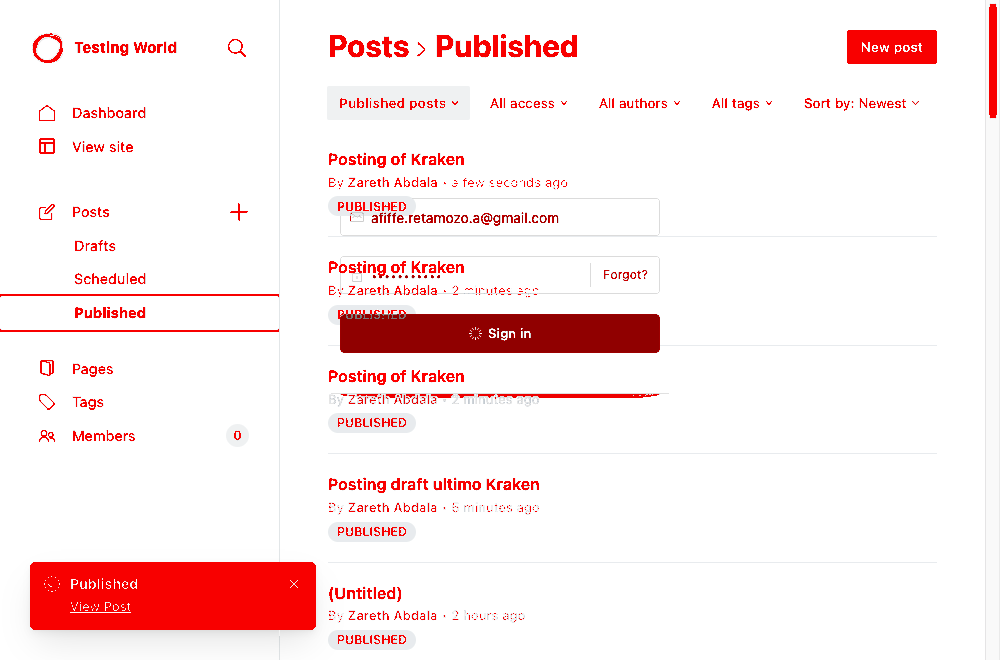 Testing World
Dashboard
View site
Posts
Drafts
Scheduled
Published
Pages
Tags
Members 0
Published
View Post
Posts > Published
New post
Published posts All access All authors All tags Sort by: Newest
Posting of Kraken
By Zareth Abdala • a few seconds ago
PUBLISHED
afiffe.retamozo.a@gmail.com
Posting of Kraken
Forgot?
By Zareth Abdala • 2 minutes ago
PUBLISHED
Sign in
Posting of Kraken
By Zareth Abdala • 2 minutes ago
PUBLISHED
Posting draft ultimo Kraken
By Zareth Abdala • 6 minutes ago
PUBLISHED
(Untitled)
By Zareth Abdala • 2 hours ago
PUBLISHED